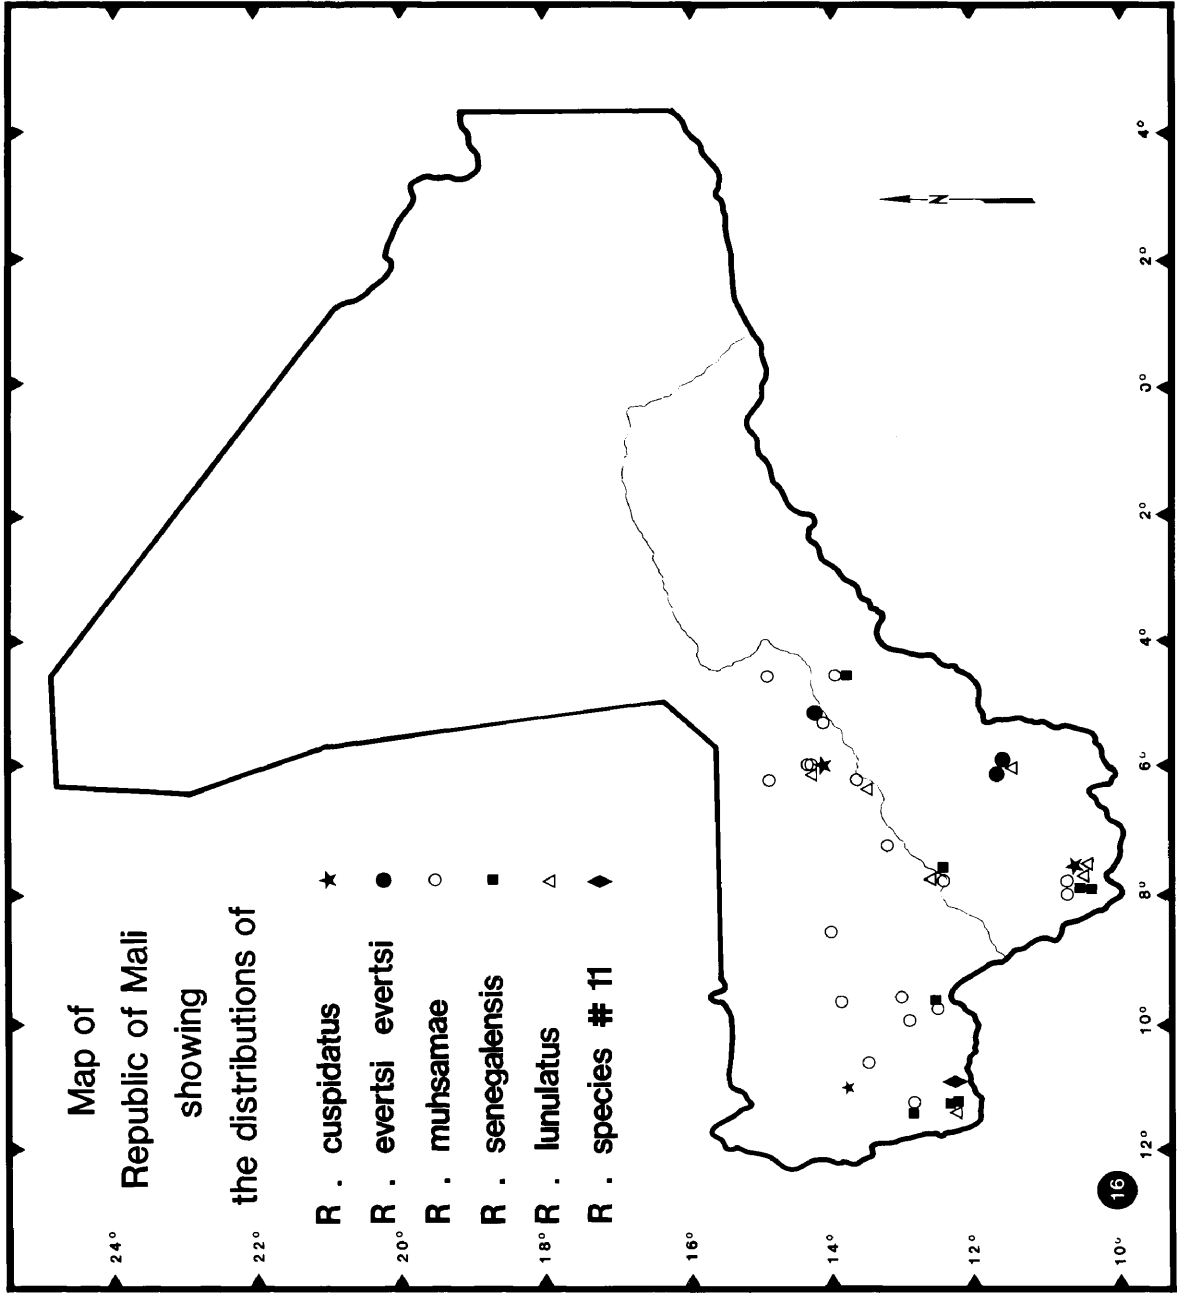 Map of
Republic of Mali
showing
the distributions of
R . cuspidatus
R . evertsi evertsi
R . muhsamae
R . senegalensis
R . lunulatus
R . species # 11
N
24°
22°
20°
18°
16°
14°
12°
10°
12°
10°
8°
6°
4°
2°
0°
2°
4°
16